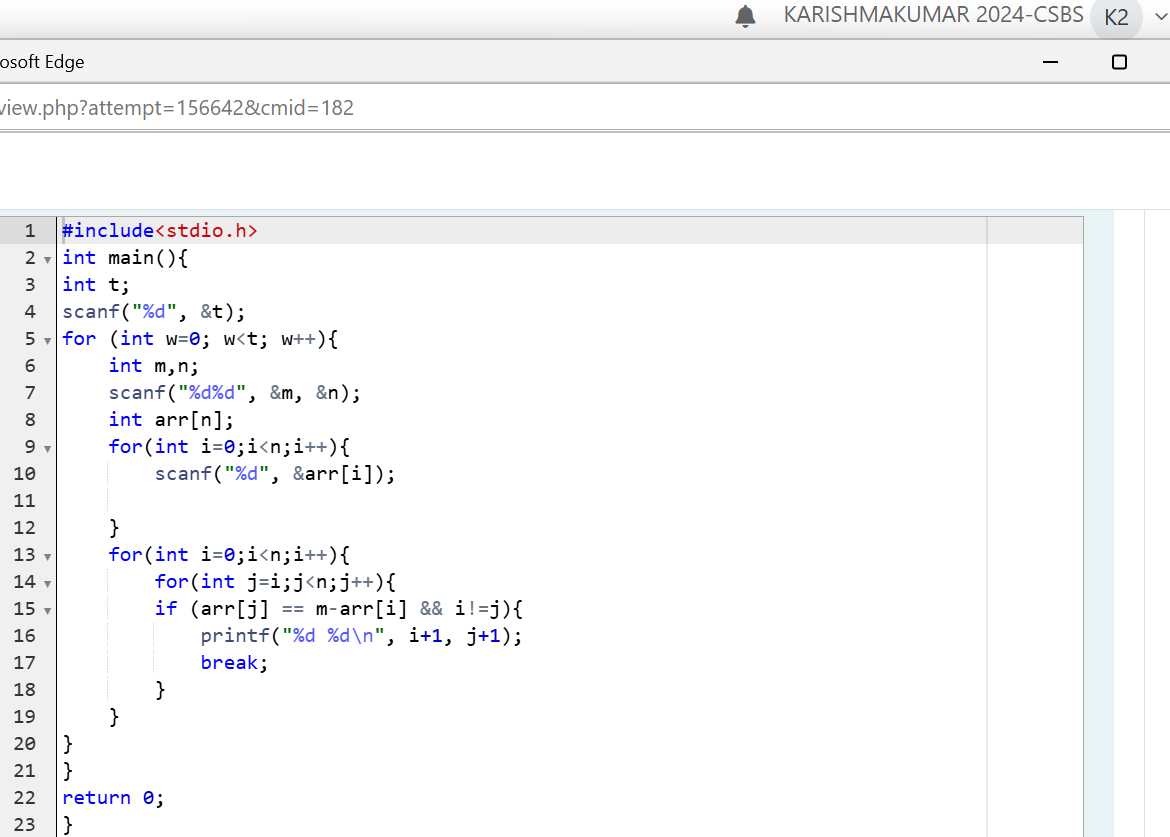 KARISHMAKUMAR 2024-CSBS K2
osoft Edge
view.php?attempt=156642&cmid=182
1 #include<stdio.h>
2 int main(){
3 int t;
4 scanf("%d", &t);
5 for (int w=0; w<t; w++){
6     int m,n;
7     scanf("%d%d", &m, &n);
8     int arr[n];
9     for(int i=0;i<n;i++){
10         scanf("%d", &arr[i]);
11
12     }
13     for(int i=0;i<n;i++){
14         for(int j=i;j<n;j++){
15         if (arr[j] == m-arr[i] && i!=j){
16             printf("%d %d\n", i+1, j+1);
17             break;
18         }
19     }
20 }
21 }
22 return 0;
23 }